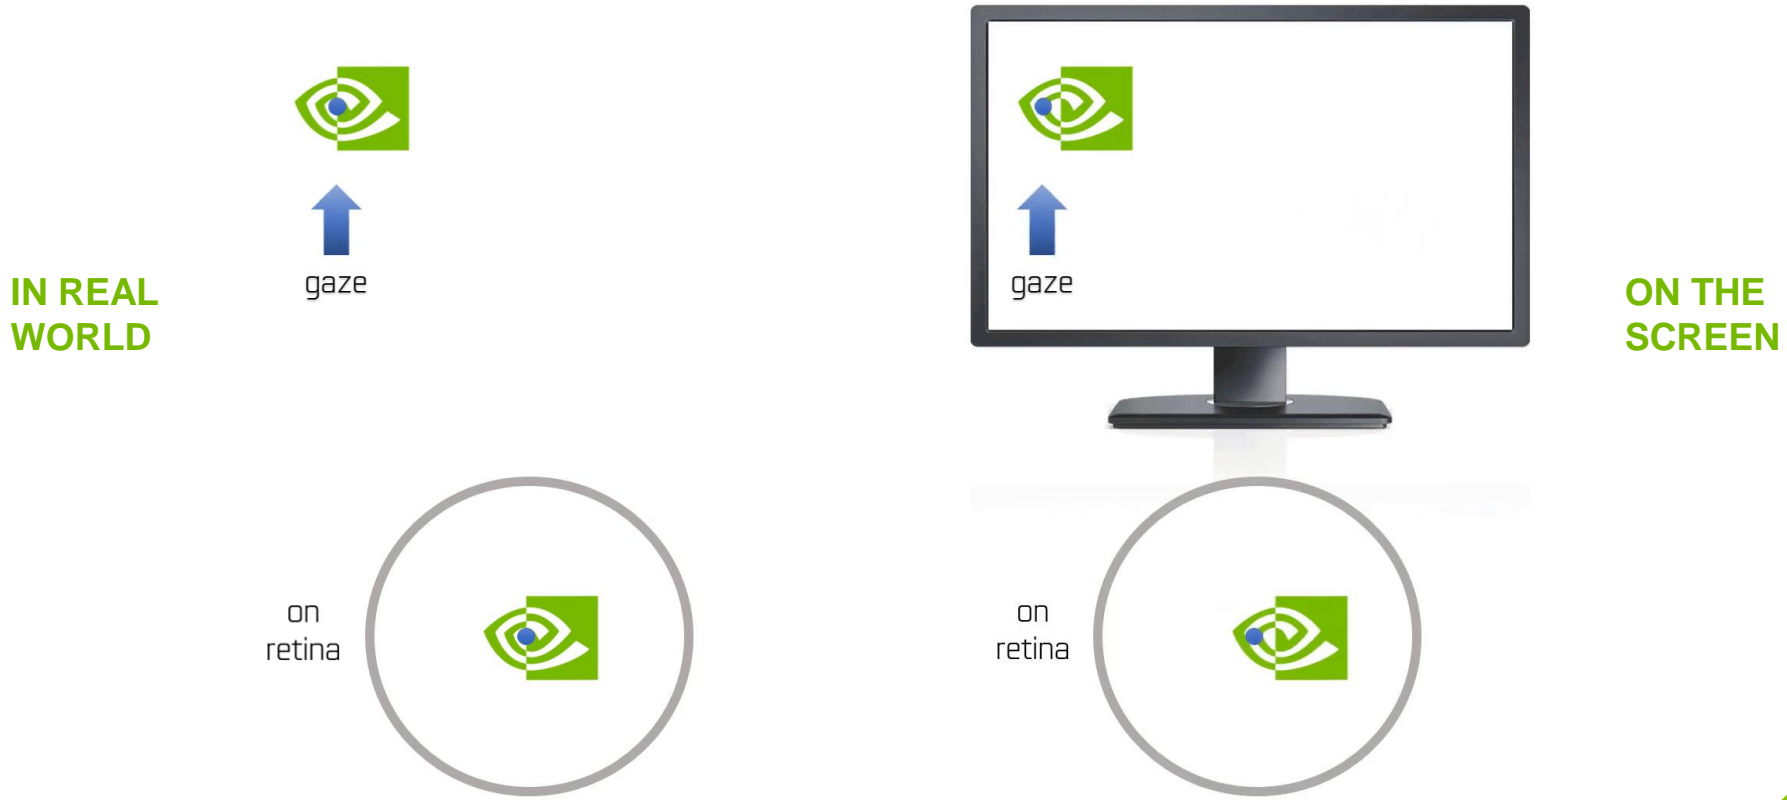 gaze
gaze
IN REAL
WORLD
ON THE
SCREEN
on
retina
on
retina